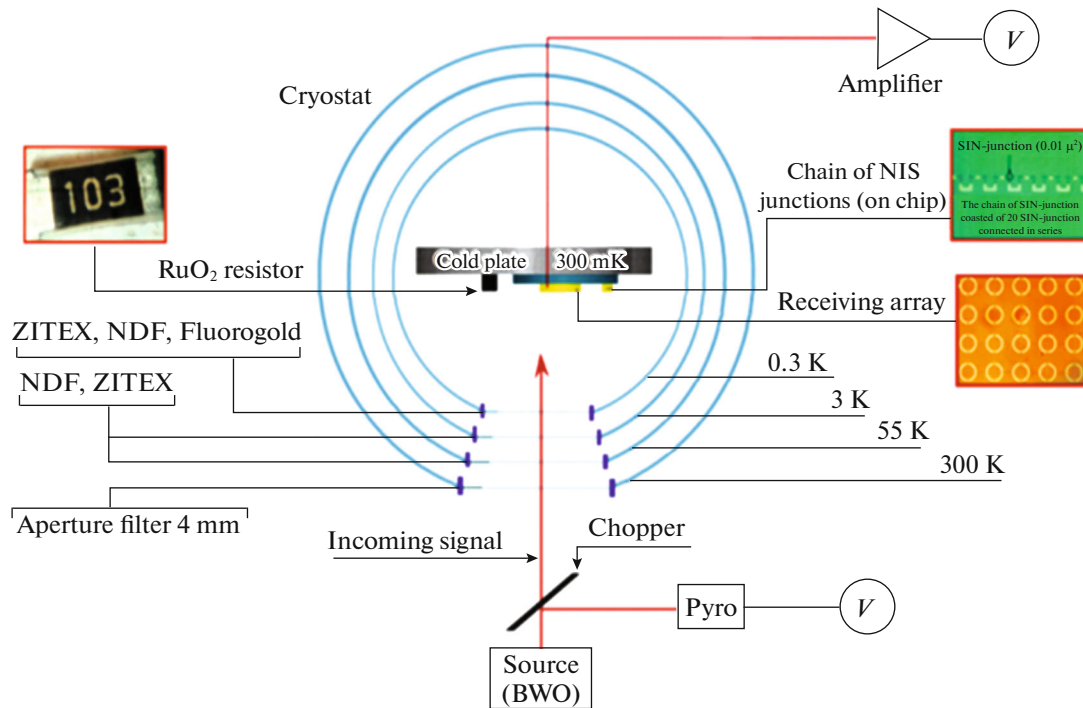 Cryostat
Amplifier
V
103
RuO₂ resistor
Cold plate
300 mK
Chain of NIS
junctions (on chip)
SIN-junction (0.01 μ²)
The chain of SIN-junction
coasted of 20 SIN-junction
connected in series
Receiving array
ZITEX, NDF, Fluorogold
NDF, ZITEX
Aperture filter 4 mm
0.3 K
3 K
55 K
300 K
Incoming signal
Chopper
Pyro
V
Source
(BWO)